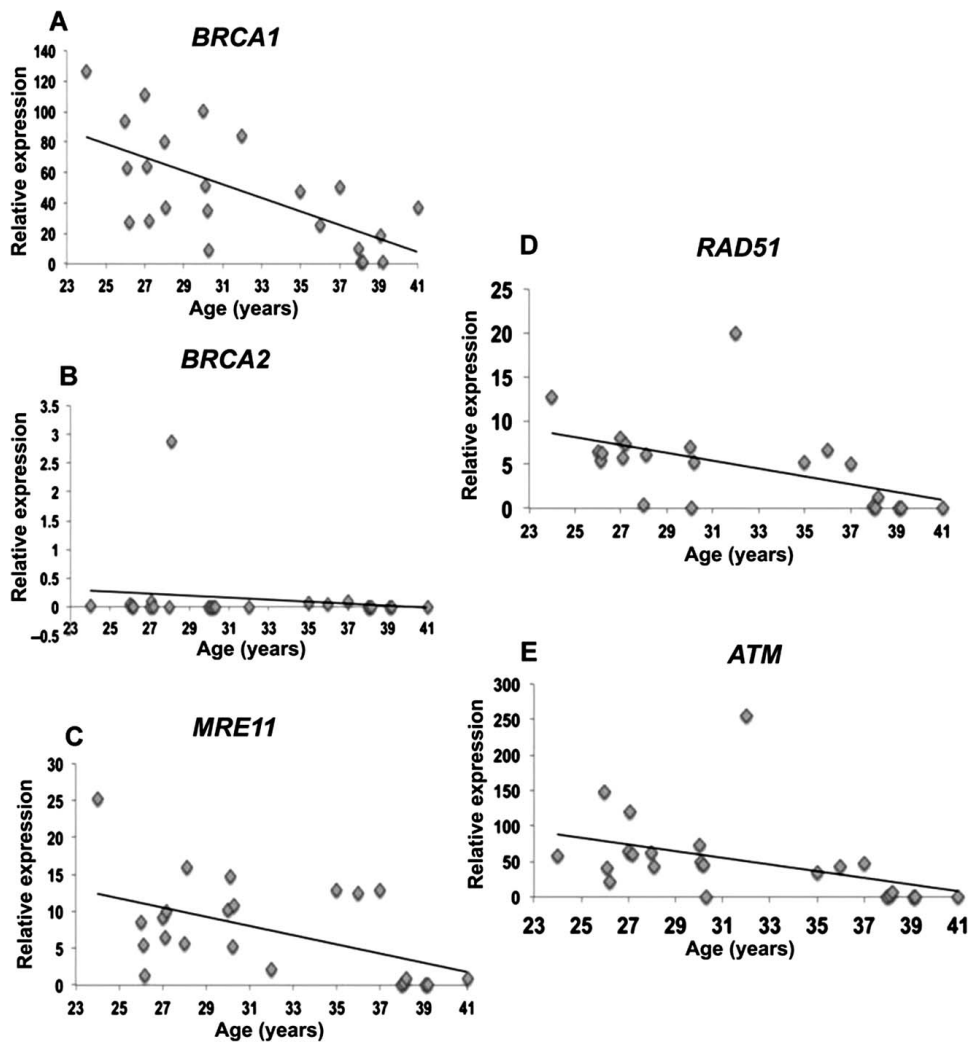 A
BRCA1
Relative expression
140
120
100
80
60
40
20
0
23 25 27 29 31 33 35 37 39 41
Age (years)
B
BRCA2
Relative expression
3.5
3
2.5
2
1.5
1
0.5
0
–0.5
23 25 27 29 31 33 35 37 39 41
Age (years)
C
MRE11
Relative expression
30
25
20
15
10
5
0
23 25 27 29 31 33 35 37 39 41
Age (years)
D
RAD51
Relative expression
25
20
15
10
5
0
23 25 27 29 31 33 35 37 39 41
Age (years)
E
ATM
Relative expression
300
250
150
100
50
0
23 25 27 29 31 33 35 37 39 41
Age (years)